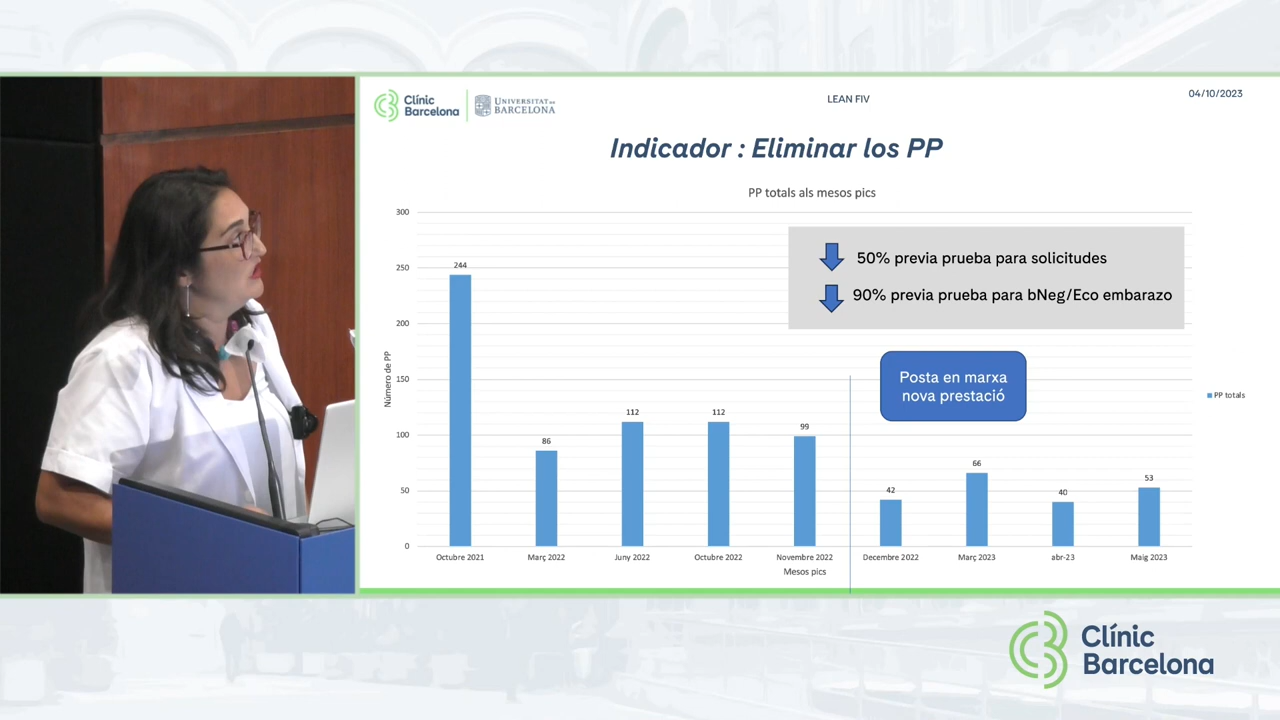 Clínic
Barcelona
UNIVERSITAT DE
BARCELONA
LEAN FIV
04/10/2023
Indicador : Eliminar los PP
PP totals als mesos pics
50% previa prueba para solicitudes
90% previa prueba para bNeg/Eco embarazo
Posta en marxa
nova prestació
Número de PP
300
250
200
150
100
50
0
244
86
112
112
99
42
66
40
53
Octubre 2021
Març 2022
Juny 2022
Octubre 2022
Novembre 2022
Decembre 2022
Març 2023
abr-23
Maig 2023
Mesos pics
PP totals
Clínic
Barcelona